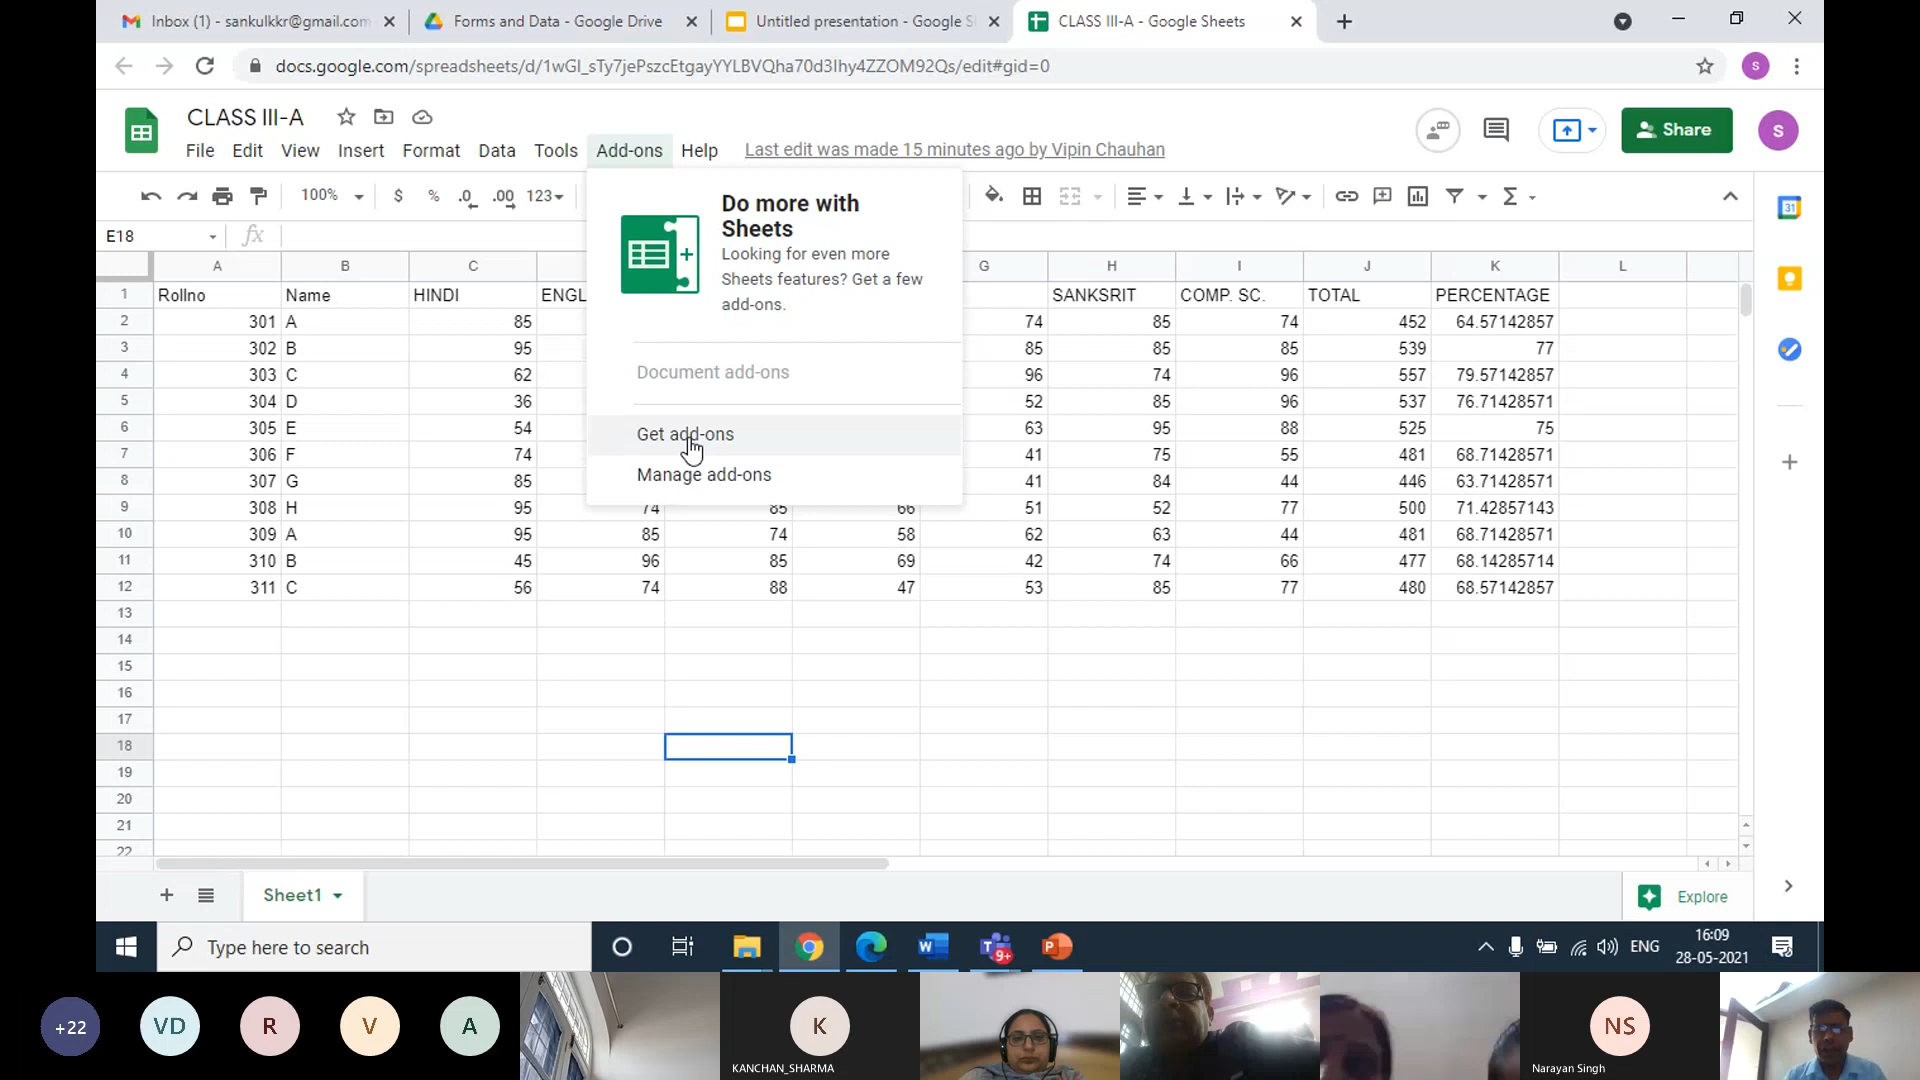 Inbox (1) - sankulkkr@gmail.com
Forms and Data - Google Drive
Untitled presentation - Google S
CLASS III-A - Google Sheets
docs.google.com/spreadsheets/d/1wGl_sTy7jePszcEtgayYYLBVQha70d3Ihy4ZZOM92Qs/edit#gid=0
S
CLASS III-A
File Edit View Insert Format Data Tools Add-ons Help Last edit was made 15 minutes ago by Vipin Chauhan
Share
S
100% $ % .0 .00 123
31
Do more with
Sheets
Looking for even more
Sheets features? Get a few
add-ons.
Document add-ons
Get add-ons
Manage add-ons
E18 fx
A B C G H I J K L
1 Rollno Name HINDI ENGL SANKSRIT COMP. SC. TOTAL PERCENTAGE
2 301 A 85 74 85 74 452 64.57142857
3 302 B 95 85 85 85 539 77
4 303 C 62 96 74 96 557 79.57142857
5 304 D 36 52 85 96 537 76.71428571
6 305 E 54 63 95 88 525 75
7 306 F 74 41 75 55 481 68.71428571
8 307 G 85 41 84 44 446 63.71428571
9 308 H 95 74 85 66 51 52 77 500 71.42857143
10 309 A 95 85 74 58 62 63 44 481 68.71428571
11 310 B 45 96 85 69 42 74 66 477 68.14285714
12 311 C 56 74 88 47 53 85 77 480 68.57142857
13
14
15
16
17
18
19
20
21
22
Sheet1
Explore
Type here to search
W
T
9+
P
ENG
16:09
28-05-2021
+22 VD R V A K NS
KANCHAN_SHARMA
Narayan Singh